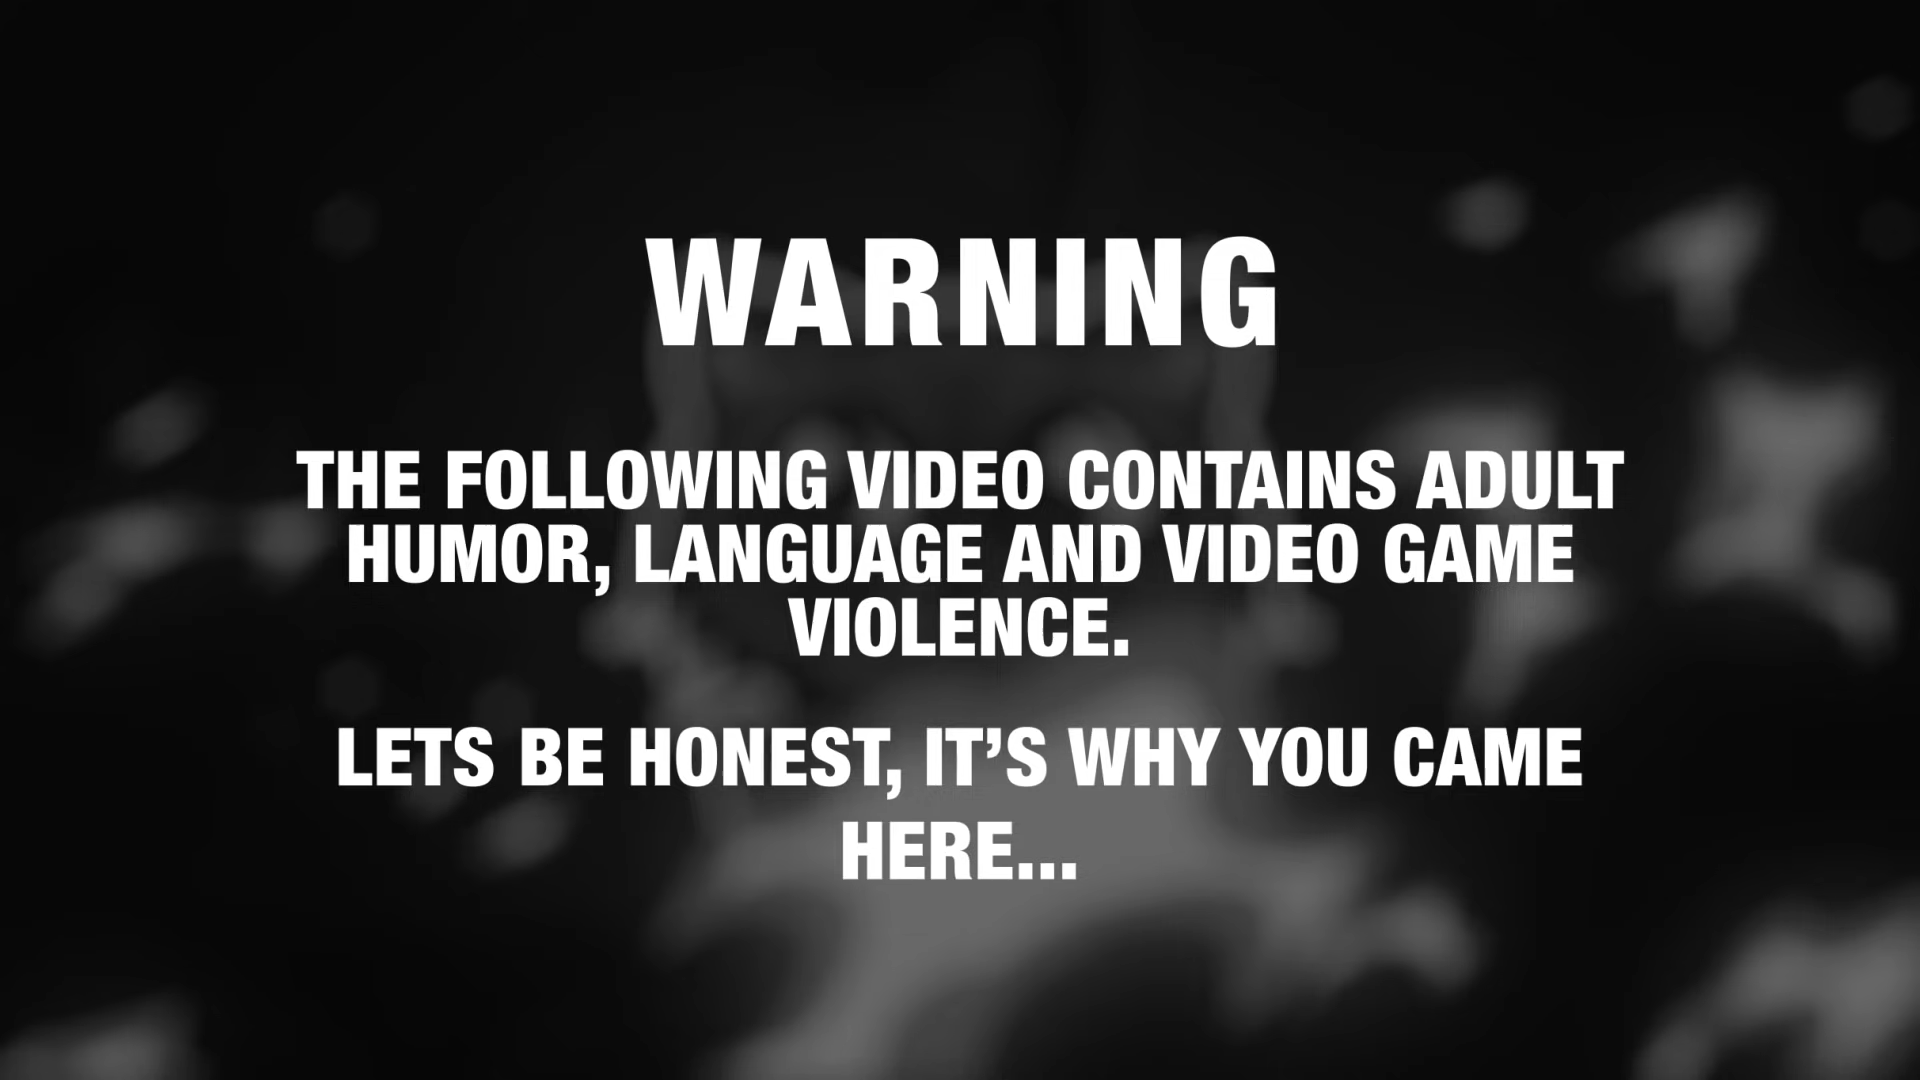 WARNING
THE FOLLOWING VIDEO CONTAINS ADULT
HUMOR, LANGUAGE AND VIDEO GAME
VIOLENCE.
LETS BE HONEST, IT’S WHY YOU CAME
HERE...